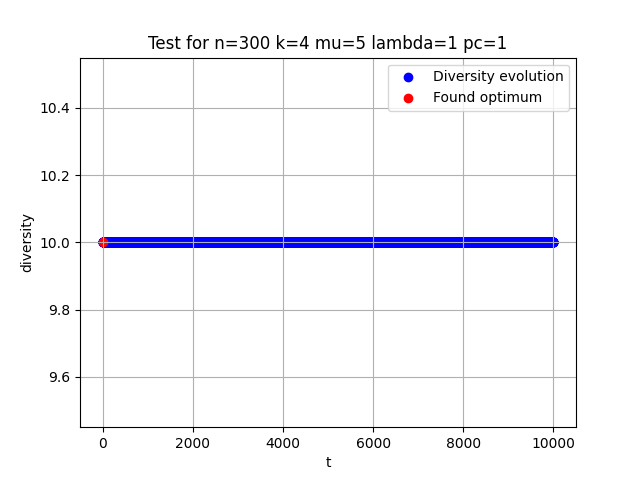 Test for n=300 k=4 mu=5 lambda=1 pc=1
Diversity evolution
Found optimum
10.4
10.2
10.0
9.8
9.6
diversity
0 2000 4000 6000 8000 10000
t